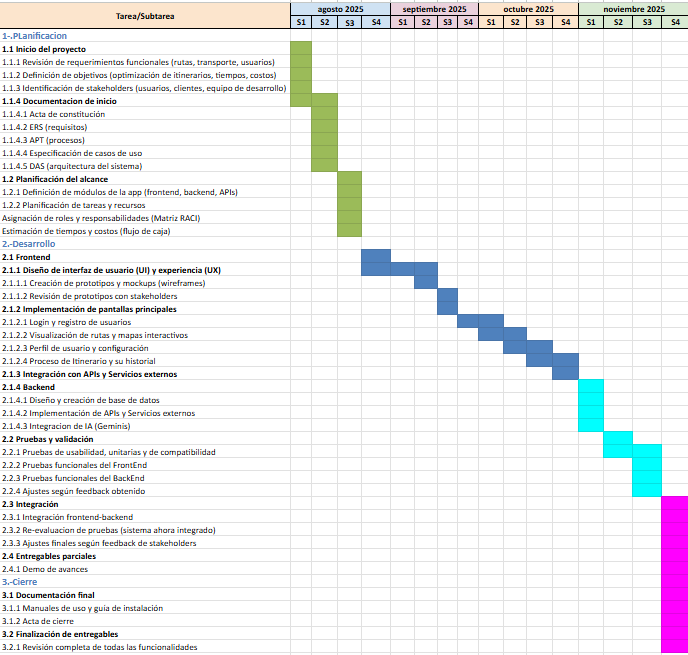 Tarea/Subtarea
agosto 2025 septiembre 2025 octubre 2025 noviembre 2025
S1 S2 S3 S4 S1 S2 S3 S4 S1 S2 S3 S4 S1 S2 S3 S4
1-.PLanificacion
1.1 Inicio del proyecto
1.1.1 Revisión de requerimientos funcionales (rutas, transporte, usuarios)
1.1.2 Definición de objetivos (optimización de itinerarios, tiempos, costos)
1.1.3 Identificación de stakeholders (usuarios, clientes, equipo de desarrollo)
1.1.4 Documentacion de inicio
1.1.4.1 Acta de constitución
1.1.4.2 ERS (requisitos)
1.1.4.3 APT (procesos)
1.1.4.4 Especificación de casos de uso
1.1.4.5 DAS (arquitectura del sistema)
1.2 Planificación del alcance
1.2.1 Definición de módulos de la app (frontend, backend, APIs)
1.2.2 Planificación de tareas y recursos
Asignación de roles y responsabilidades (Matriz RACI)
Estimación de tiempos y costos (flujo de caja)
2.-Desarrollo
2.1 Frontend
2.1.1 Diseño de interfaz de usuario (UI) y experiencia (UX)
2.1.1.1 Creación de prototipos y mockups (wireframes)
2.1.1.2 Revisión de prototipos con stakeholders
2.1.2 Implementación de pantallas principales
2.1.2.1 Login y registro de usuarios
2.1.2.2 Visualización de rutas y mapas interactivos
2.1.2.3 Perfil de usuario y configuración
2.1.2.4 Proceso de Itinerario y su historial
2.1.3 Integración con APIs y Servicios externos
2.1.4 Backend
2.1.4.1 Diseño y creación de base de datos
2.1.4.2 Implementación de APIs y Servicios externos
2.1.4.3 Integracion de IA (Geminis)
2.2 Pruebas y validación
2.2.1 Pruebas de usabilidad, unitarias y de compatibilidad
2.2.2 Pruebas funcionales del FrontEnd
2.2.3 Pruebas funcionales del BackEnd
2.2.4 Ajustes según feedback obtenido
2.3 Integración
2.3.1 Integración frontend-backend
2.3.2 Re-evaluacion de pruebas (sistema ahora integrado)
2.3.3 Ajustes finales según feedback de stakeholders
2.4 Entregables parciales
2.4.1 Demo de avances
3.-Cierre
3.1 Documentación final
3.1.1 Manuales de uso y guía de instalación
3.1.2 Acta de cierre
3.2 Finalización de entregables
3.2.1 Revisión completa de todas las funcionalidades